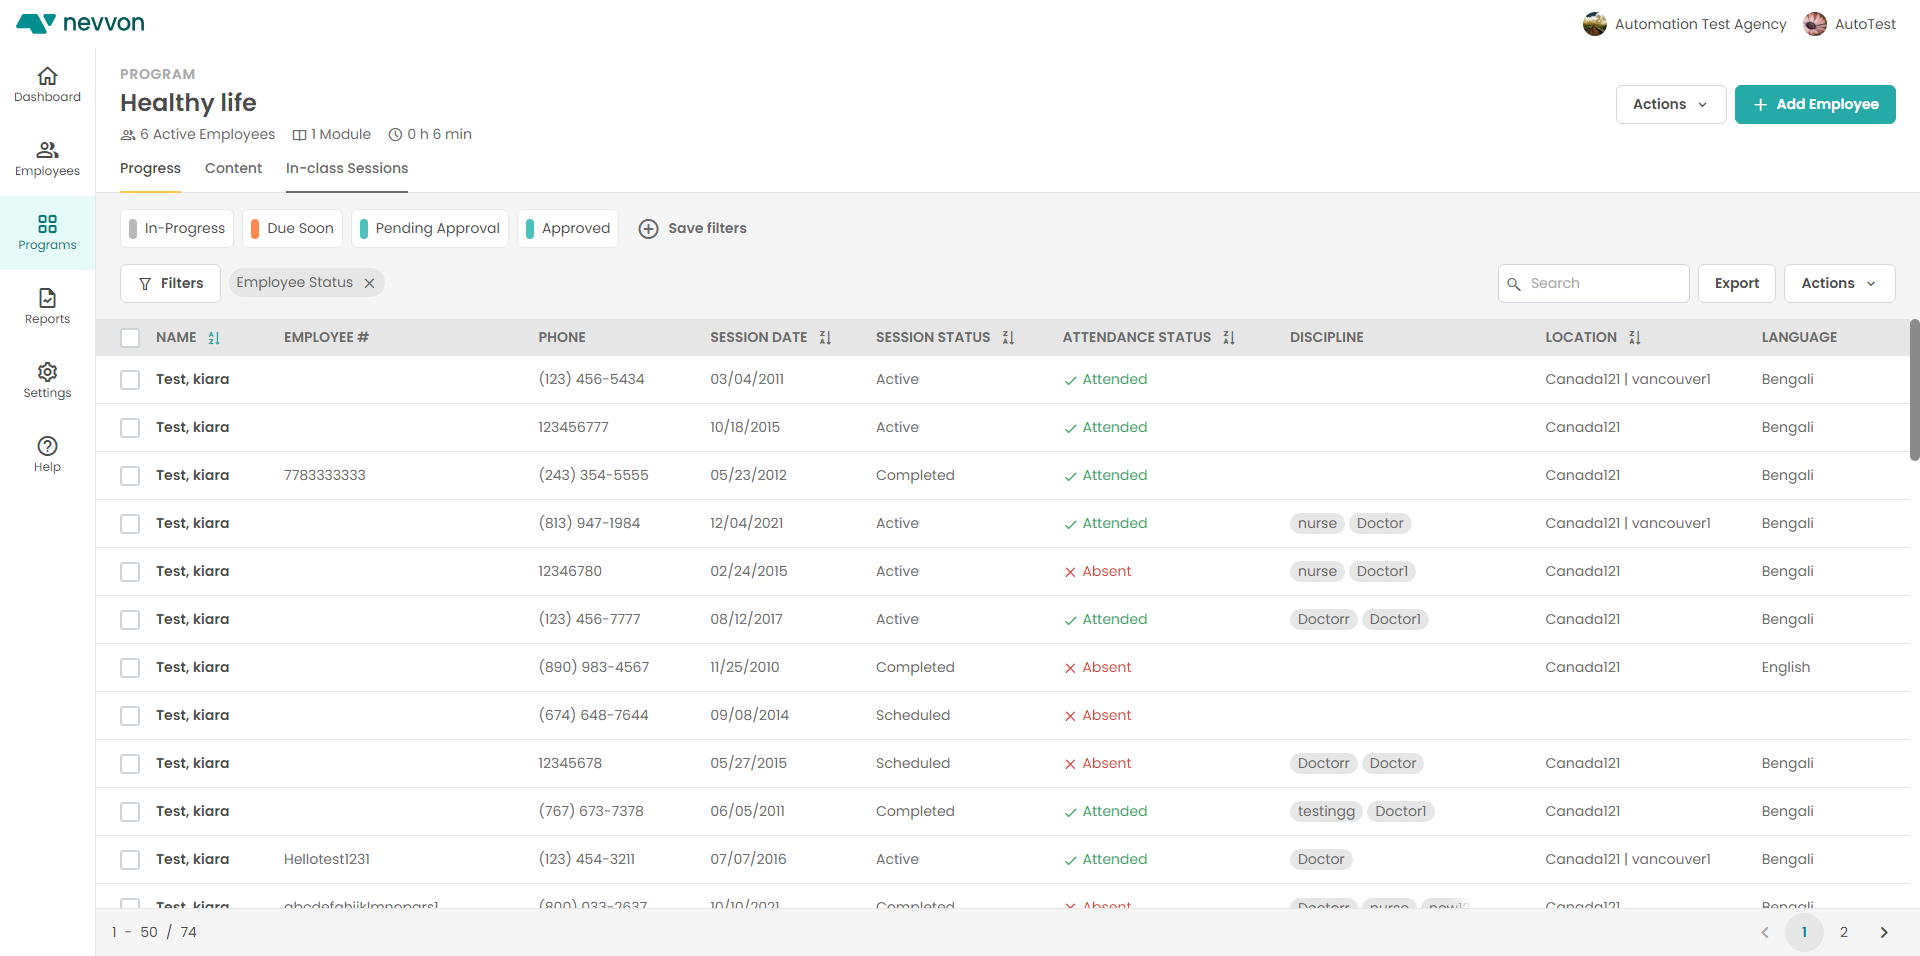 nevvon
Automation Test Agency AutoTest
Dashboard
Employees
Programs
Reports
Settings
Help
PROGRAM
Healthy life
6 Active Employees 1 Module 0 h 6 min
Actions + Add Employee
Progress Content In-class Sessions
In-Progress Due Soon Pending Approval Approved Save filters
Filters Employee Status Search Export Actions
NAME EMPLOYEE # PHONE SESSION DATE SESSION STATUS ATTENDANCE STATUS DISCIPLINE LOCATION LANGUAGE
Test, kiara (123) 456-5434 03/04/2011 Active Attended Canada121 | vancouver1 Bengali
Test, kiara 123456777 10/18/2015 Active Attended Canada121 Bengali
Test, kiara 7783333333 (243) 354-5555 05/23/2012 Completed Attended Canada121 Bengali
Test, kiara (813) 947-1984 12/04/2021 Active Attended nurse Doctor Canada121 | vancouver1 Bengali
Test, kiara 12346780 02/24/2015 Active Absent nurse Doctor1 Canada121 Bengali
Test, kiara (123) 456-7777 08/12/2017 Active Attended Doctorr Doctor1 Canada121 Bengali
Test, kiara (890) 983-4567 11/25/2010 Completed Absent Canada121 English
Test, kiara (674) 648-7644 09/08/2014 Scheduled Absent
Test, kiara 12345678 05/27/2015 Scheduled Absent Doctorr Doctor Canada121 Bengali
Test, kiara (767) 673-7378 06/05/2011 Completed Attended testingg Doctor1 Canada121 Bengali
Test, kiara Hellotest1231 (123) 454-3211 07/07/2016 Active Attended Doctor Canada121 | vancouver1 Bengali
Test, kiara (800) 033-2637 10/10/2021 Completed Absent Doctorr nurse Canada121 Bengali
1 - 50 / 74 1 2